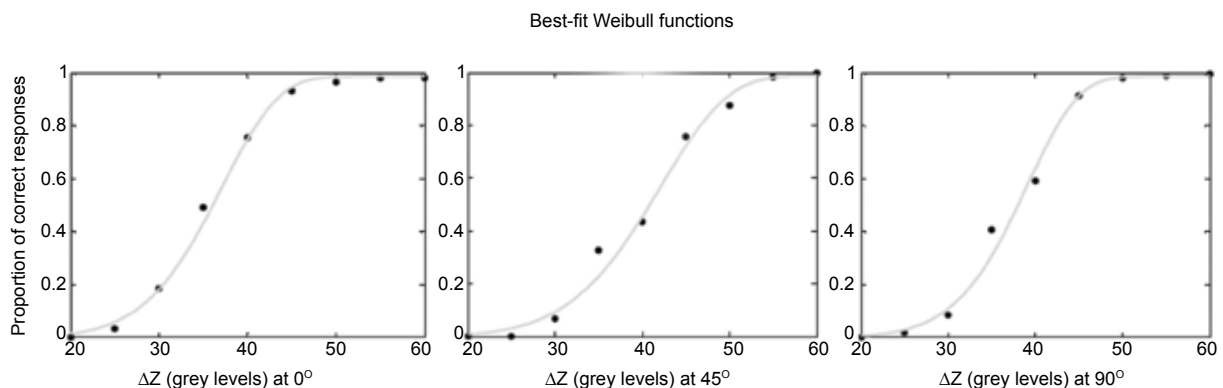 Best-fit Weibull functions
Proportion of correct responses
1
0.8
0.6
0.4
0.2
0
20 30 40 50 60
ΔZ (grey levels) at 0°
1
0.8
0.6
0.4
0.2
0
20 30 40 50 60
ΔZ (grey levels) at 45°
1
0.8
0.6
0.4
0.2
0
20 30 40 50 60
ΔZ (grey levels) at 90°